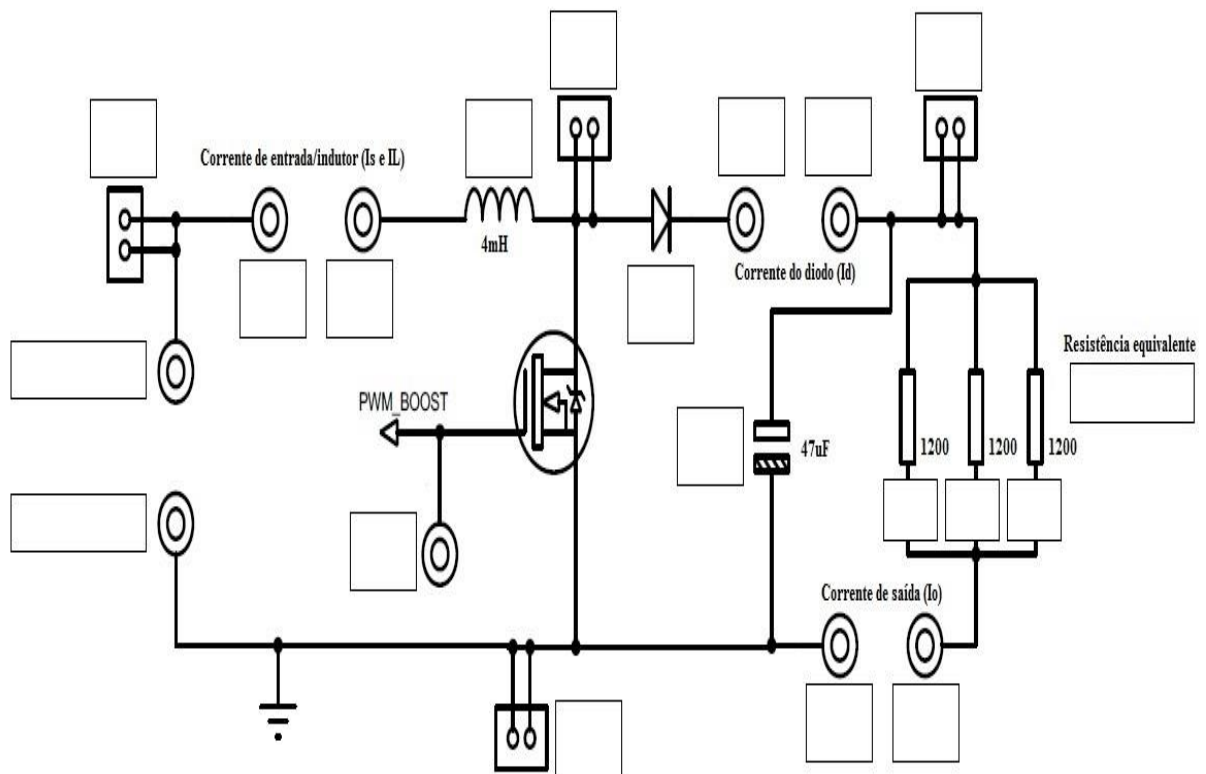 Corrente de entrada/indutor (Is e IL)
4mH
Corrente do diodo (Id)
Resistência equivalente
PWM_BOOST
47uF
1200
1200
1200
Corrente de saída (Io)